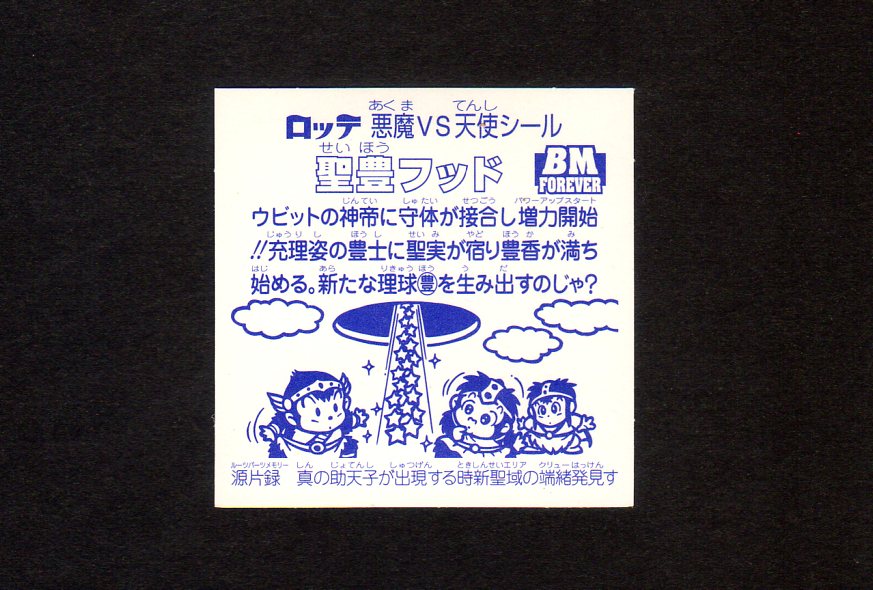 あくま てんし
ロッテ 悪魔VS天使シール
せいほう
聖豊フッド
BM
FOREVER
じんてい しゅたい せつごう パワーアップスタート
ウビットの神帝に守体が接合し増力開始
じゅうりし ほうし せいみ やど ほうか み
!!充理姿の豊士に聖実が宿り豊香が満ち
はじ あら りきゅうほう う だ
始める。新たな理球㊞を生み出すのじゃ?
ルーツパーツメモリー しん じょてんし しゅつげん ときしんせいエリア クリューはっけん
源片録 真の助天子が出現する時新聖域の端緒発見す